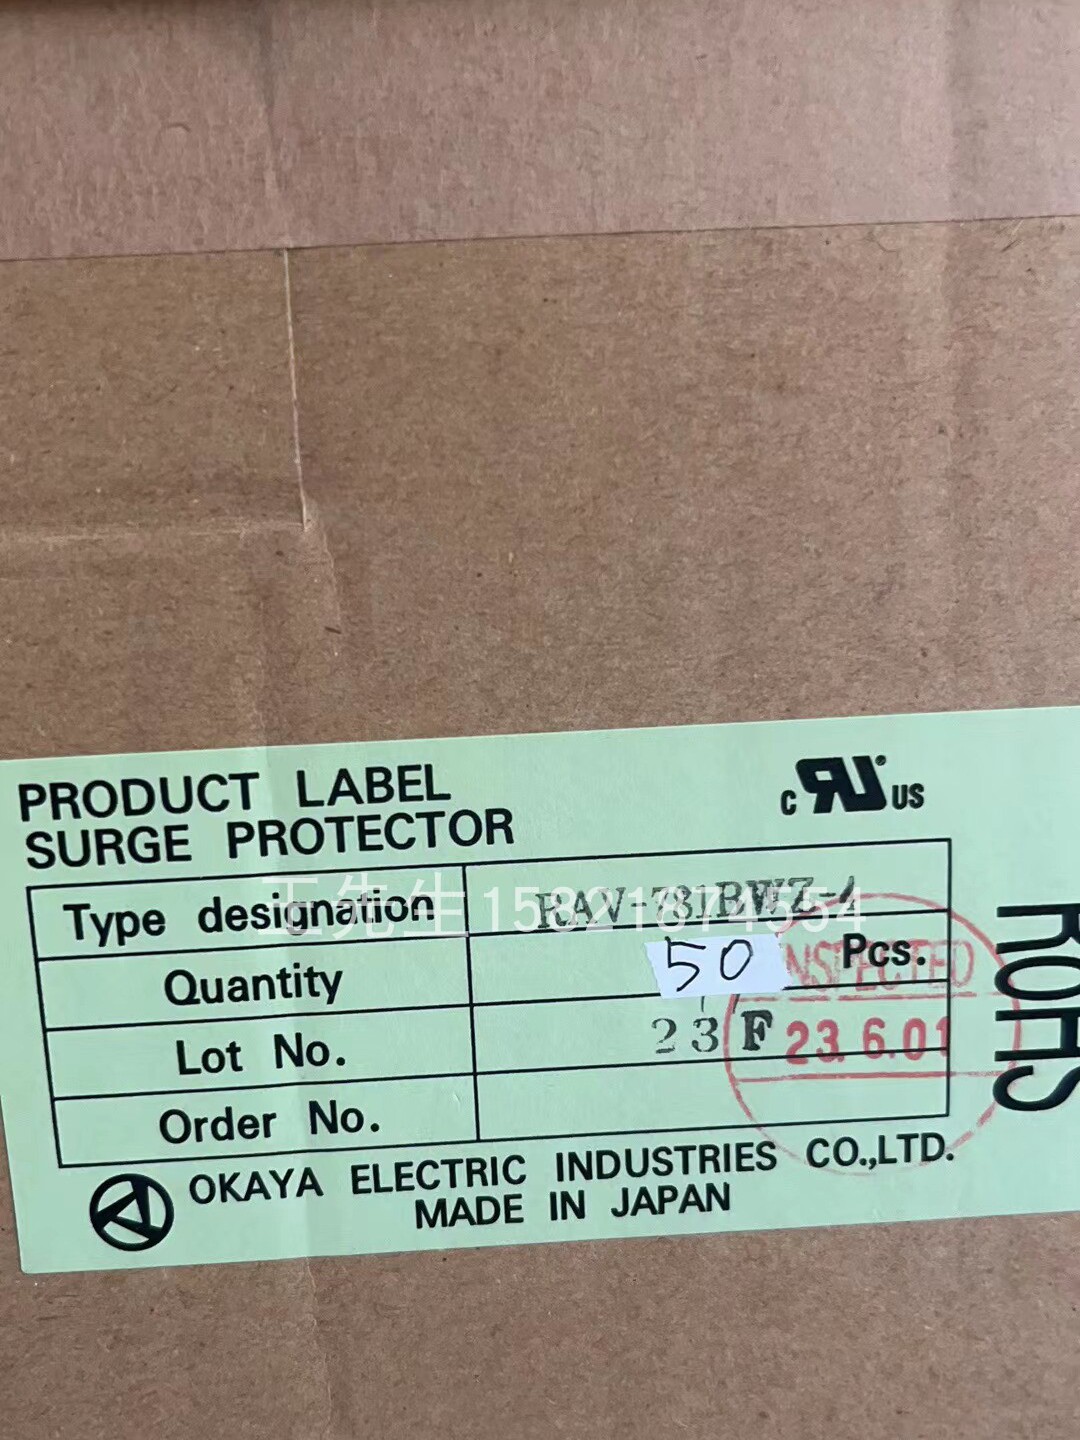 PRODUCT LABEL
SURGE PROTECTOR
c RU ® US
Type designation RAV-781BWZ-4
王先生 15821874554
Quantity 50 Pcs.
INSPECTED
Lot No. 23 F
23.6.01
Order No.
OKAYA ELECTRIC INDUSTRIES CO.,LTD.
MADE IN JAPAN
ROHS